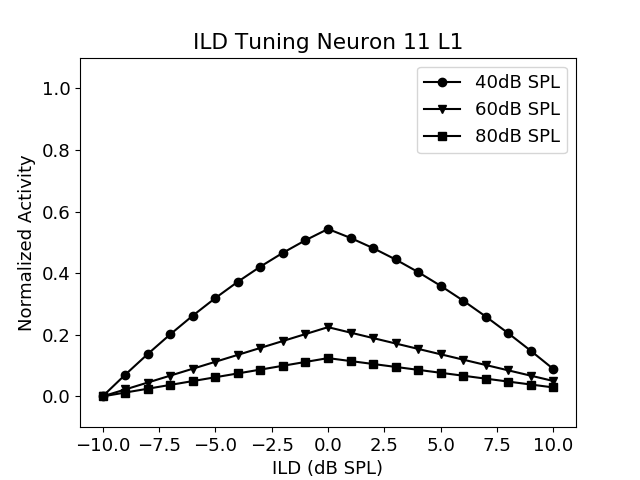 ILD Tuning Neuron 11 L1
40dB SPL
60dB SPL
80dB SPL
Normalized Activity
1.0
0.8
0.6
0.4
0.2
0.0
−10.0 −7.5 −5.0 −2.5 0.0 2.5 5.0 7.5 10.0
ILD (dB SPL)